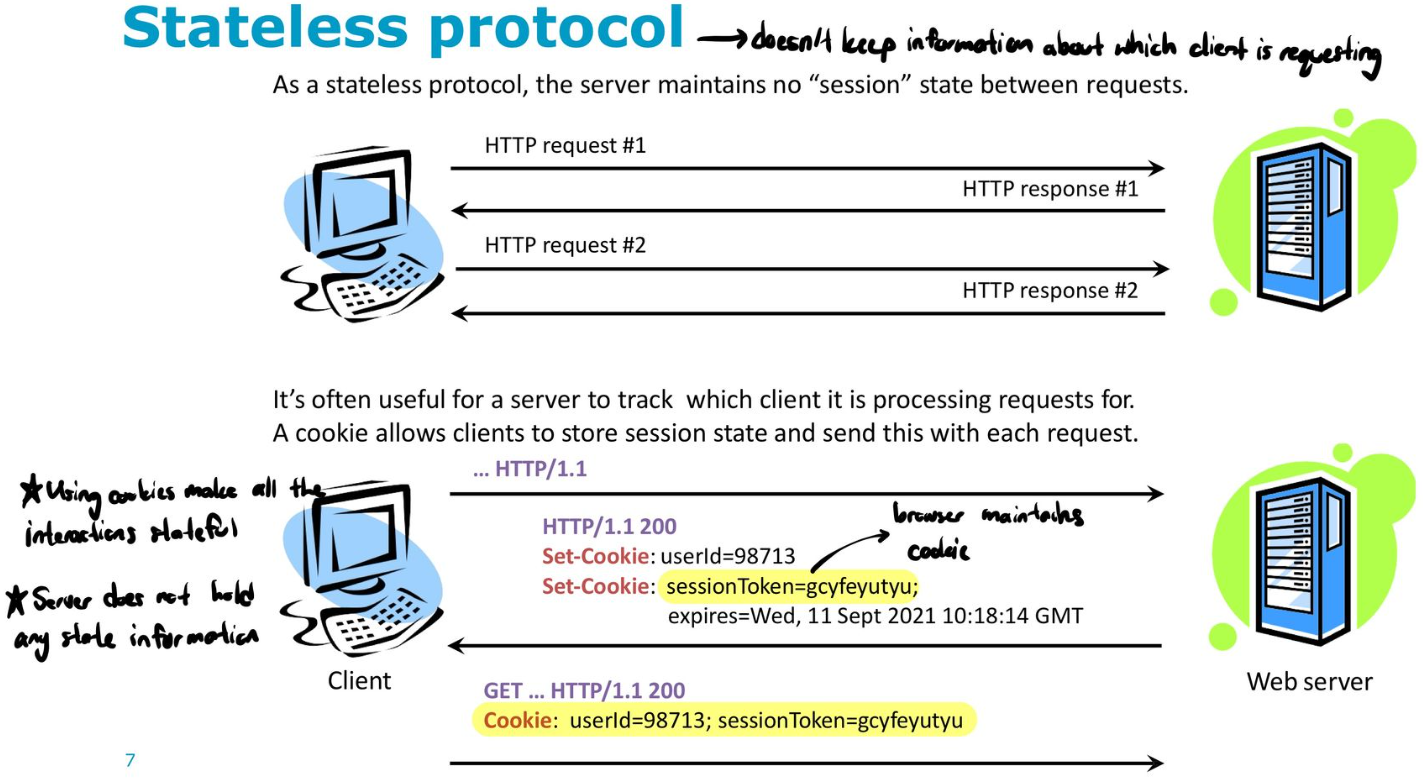 Stateless protocol → doesn't keep information about which client is requesting
As a stateless protocol, the server maintains no “session” state between requests.
HTTP request #1
HTTP response #1
HTTP request #2
HTTP response #2
It’s often useful for a server to track which client it is processing requests for.
A cookie allows clients to store session state and send this with each request.
★ Using cookies make all the
interactions stateful
★ Server does not hold
any state information
... HTTP/1.1
HTTP/1.1 200
Set-Cookie: userId=98713
Set-Cookie: sessionToken=gcyfeyutyu;
expires=Wed, 11 Sept 2021 10:18:14 GMT
browser maintains
cookie
Client
Web server
GET ... HTTP/1.1 200
Cookie: userId=98713; sessionToken=gcyfeyutyu
7